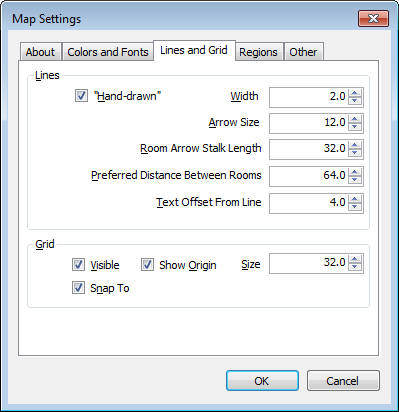 Map Settings
About Colors and Fonts Lines and Grid Regions Other
Lines
"Hand-drawn" Width 2.0
Arrow Size 12.0
Room Arrow Stalk Length 32.0
Preferred Distance Between Rooms 64.0
Text Offset From Line 4.0
Grid
Visible Show Origin Size 32.0
Snap To
OK Cancel